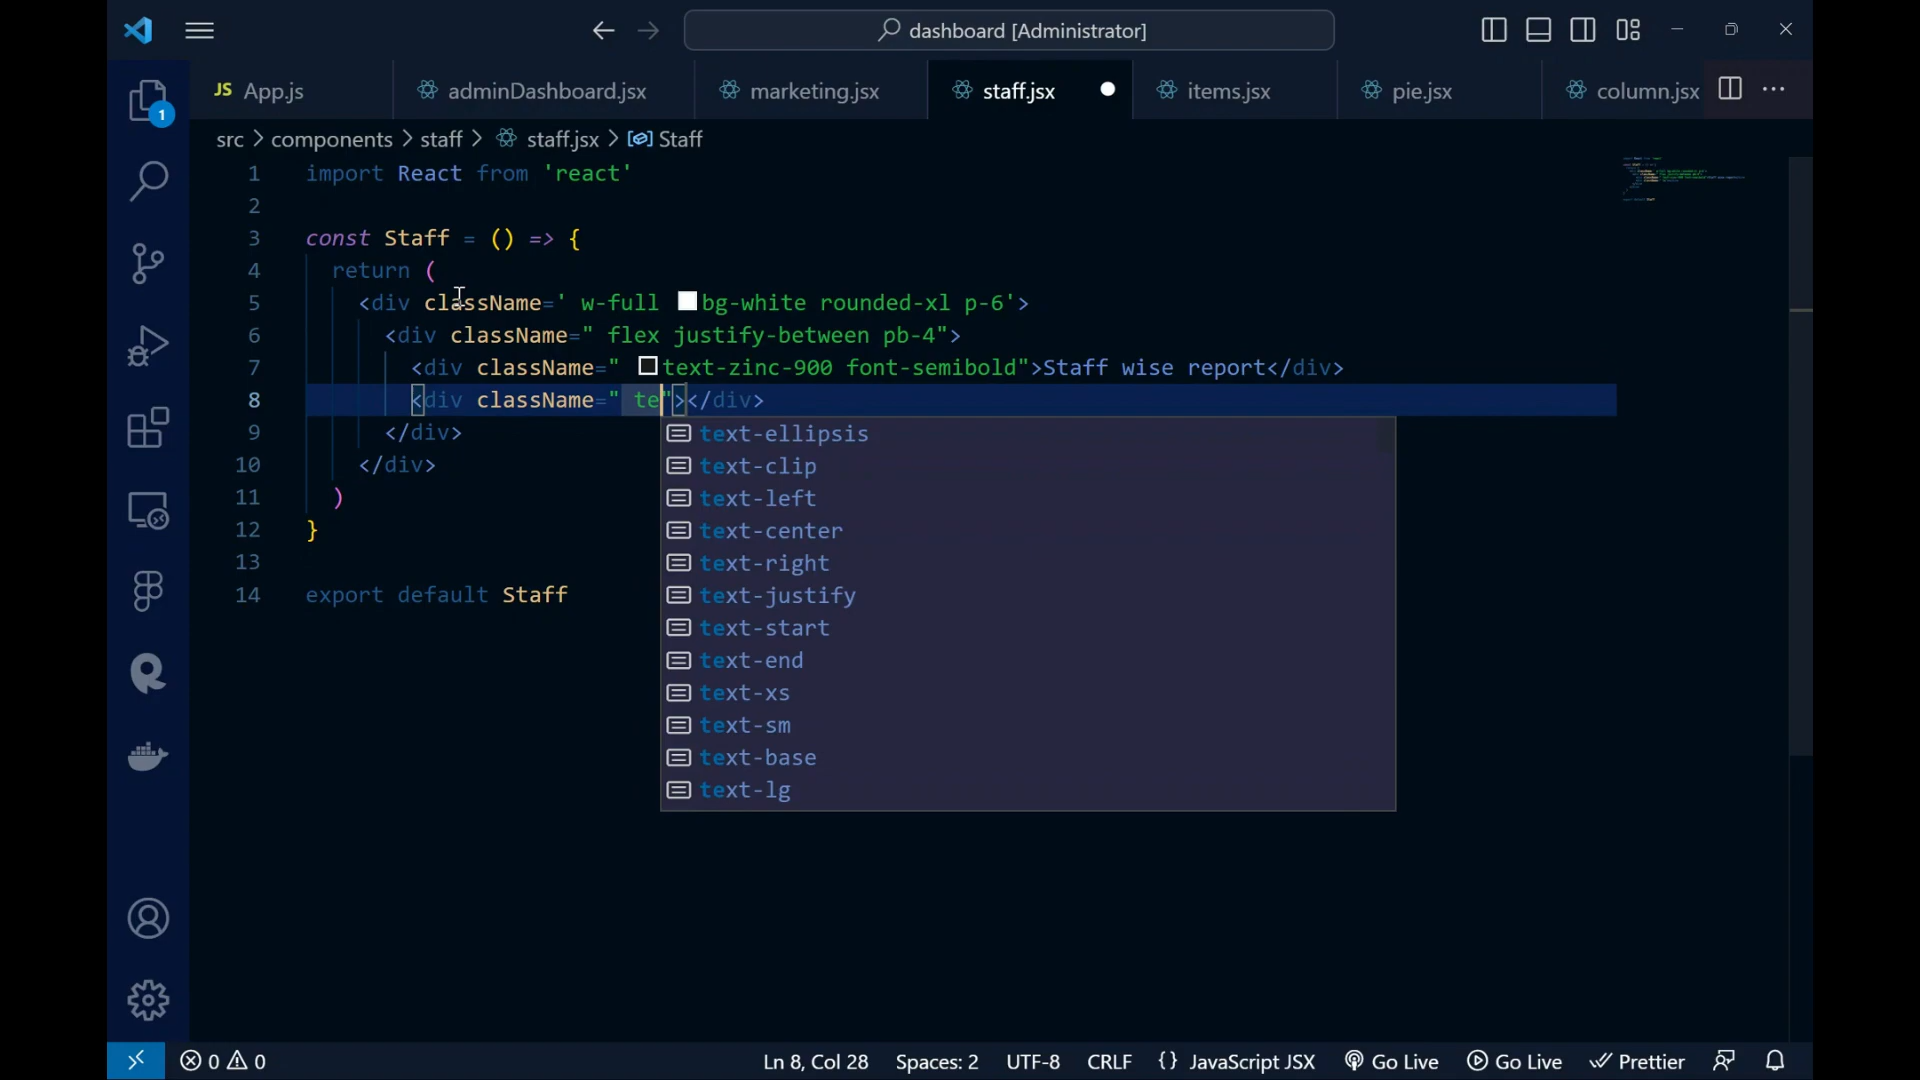 dashboard [Administrator]
JS App.js adminDashboard.jsx marketing.jsx staff.jsx items.jsx pie.jsx column.jsx ...
1
src > components > staff > staff.jsx > Staff
1 import React from 'react'
2
3 const Staff = () => {
4 return (
5 <div className=' w-full bg-white rounded-xl p-6'>
6 <div className=" flex justify-between pb-4">
7 <div className=" text-zinc-900 font-semibold">Staff wise report</div>
8 <div className=" te"></div>
9 </div>
10 </div>
11 )
12 }
13
14 export default Staff
text-ellipsis
text-clip
text-left
text-center
text-right
text-justify
text-start
text-end
text-xs
text-sm
text-base
text-lg
0 0 Ln 8, Col 28 Spaces: 2 UTF-8 CRLF {} JavaScript JSX Go Live Go Live Prettier